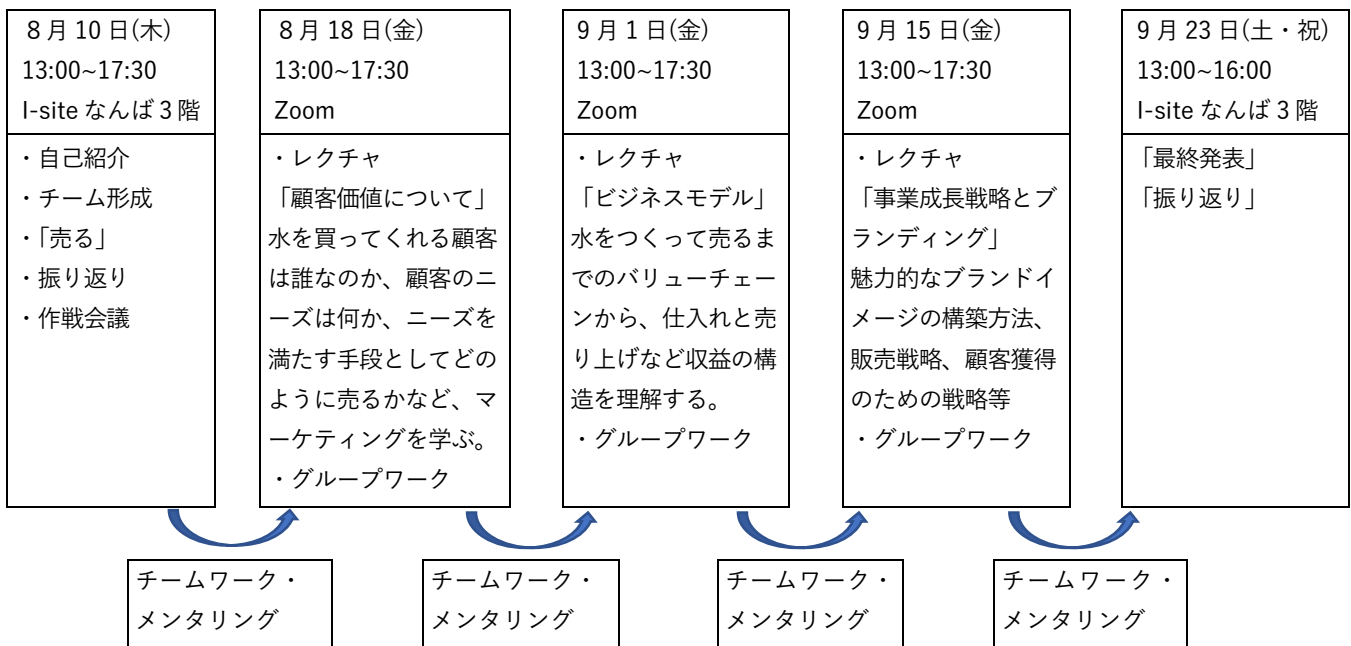 8月10日(木)
13:00~17:30
I-site なんば3階
・自己紹介
・チーム形成
・「売る」
・振り返り
・作戦会議
8月18日(金)
13:00~17:30
Zoom
・レクチャ
「顧客価値について」
水を買ってくれる顧客
は誰なのか、顧客のニ
ーズは何か、ニーズを
満たす手段としてどの
ように売るかなど、マ
ーケティングを学ぶ。
・グループワーク
9月1日(金)
13:00~17:30
Zoom
・レクチャ
「ビジネスモデル」
水をつくって売るま
でのバリューチェー
ンから、仕入れと売
り上げなど収益の構
造を理解する。
・グループワーク
9月15日(金)
13:00~17:30
Zoom
・レクチャ
「事業成長戦略とブ
ランディング」
魅力的なブランドイ
メージの構築方法、
販売戦略、顧客獲得
のための戦略等
・グループワーク
9月23日(土・祝)
13:00~16:00
I-site なんば3階
「最終発表」
「振り返り」
チームワーク・
メンタリング
チームワーク・
メンタリング
チームワーク・
メンタリング
チームワーク・
メンタリング